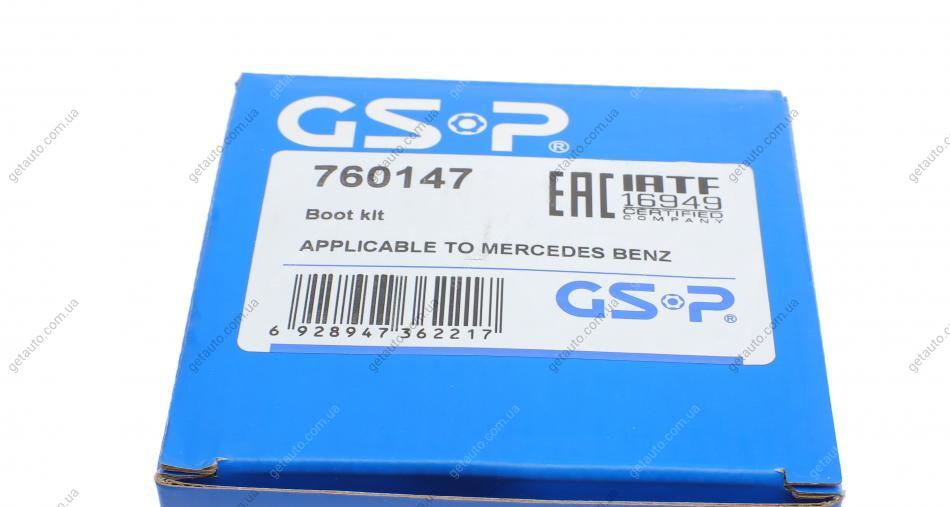 GSP®
760147
EAC
IATF
16949
CERTIFIED
COMPANY
Boot kit
APPLICABLE TO MERCEDES BENZ
GSP®
6 928947 362217
getauto.com.ua